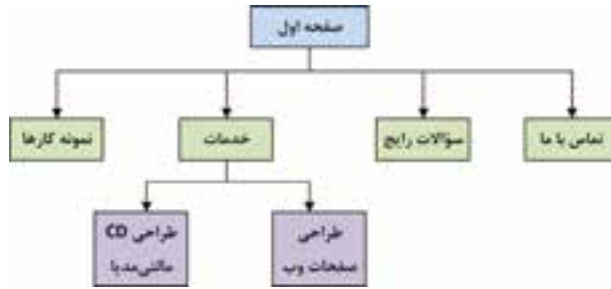 صفحه اول
تماس با ما
سؤالات رایج
خدمات
نمونه کارها
طراحی
صفحات وب
طراحی CD
مالتی‌مدیا